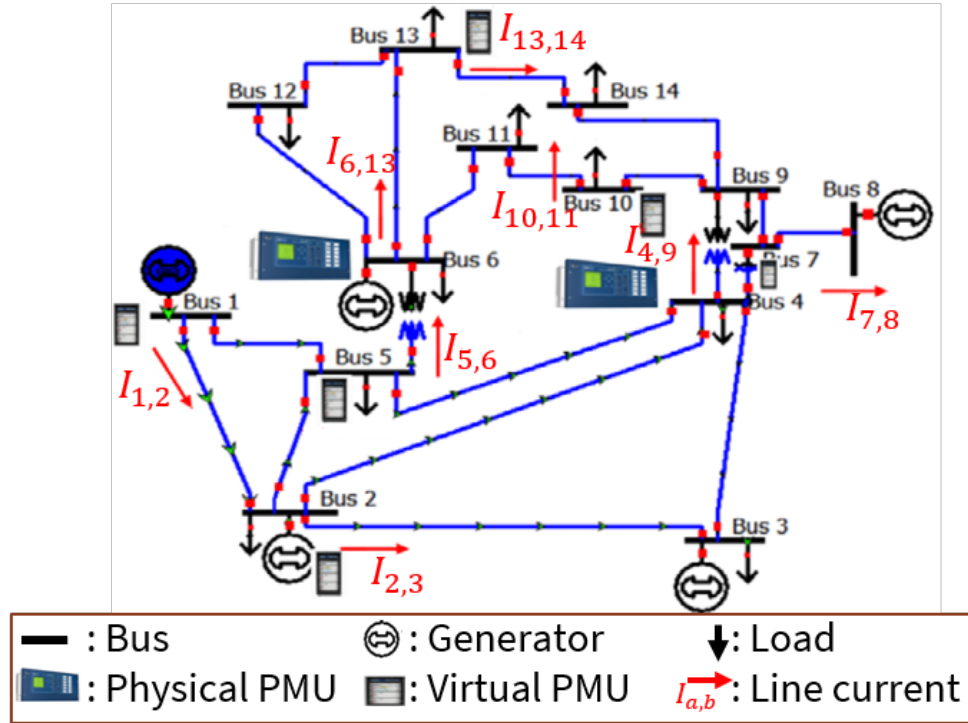 Bus 13
I13,14
Bus 12
Bus 14
Bus 11
I6,13
Bus 9
Bus 8
I10,11
Bus 10
I4,9
Bus 6
us 7
Bus 1
Bus 4
I7,8
Bus 5
I5,6
I1,2
Bus 2
Bus 3
I2,3
: Bus
: Generator
: Load
: Physical PMU
: Virtual PMU
Ia,b : Line current